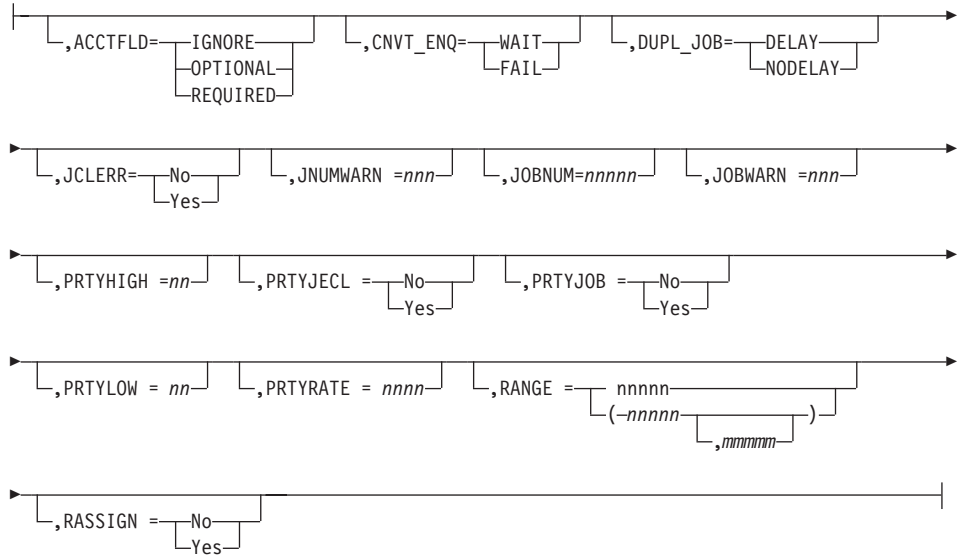 ,ACCTFLD= IGNORE ,CNVT_ENQ= WAIT ,DUPL_JOB= DELAY
OPTIONAL FAIL NODELAY
REQUIRED
,JCLERR= No ,JNUMWARN =nnn ,JOBNUM=nnnnn ,JOBWARN =nnn
Yes
,PRTYHIGH =nn ,PRTYJECL = No ,PRTYJOB = No
Yes Yes
,PRTYLOW = nn ,PRTYRATE = nnnn ,RANGE = nnnnn
(nnnnn )
,mmmmm
,RASSIGN = No
Yes